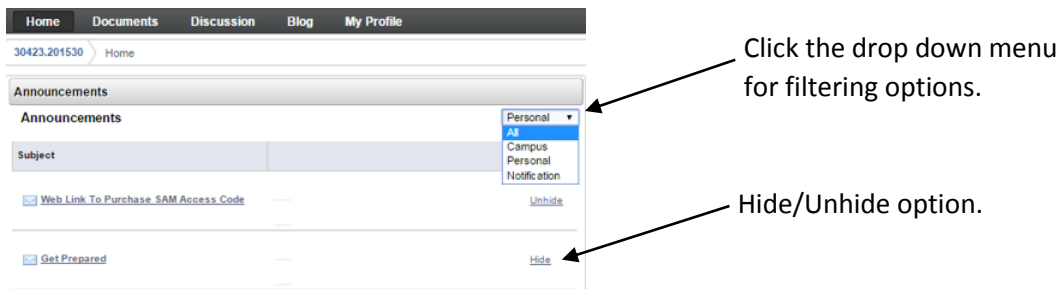 Home Documents Discussion Blog My Profile
30423.201530 Home
Announcements
Announcements
Personal
All
Campus
Personal
Notification
Subject
Web Link To Purchase SAM Access Code Unhide
Get Prepared Hide
Click the drop down menu
for filtering options.
Hide/Unhide option.